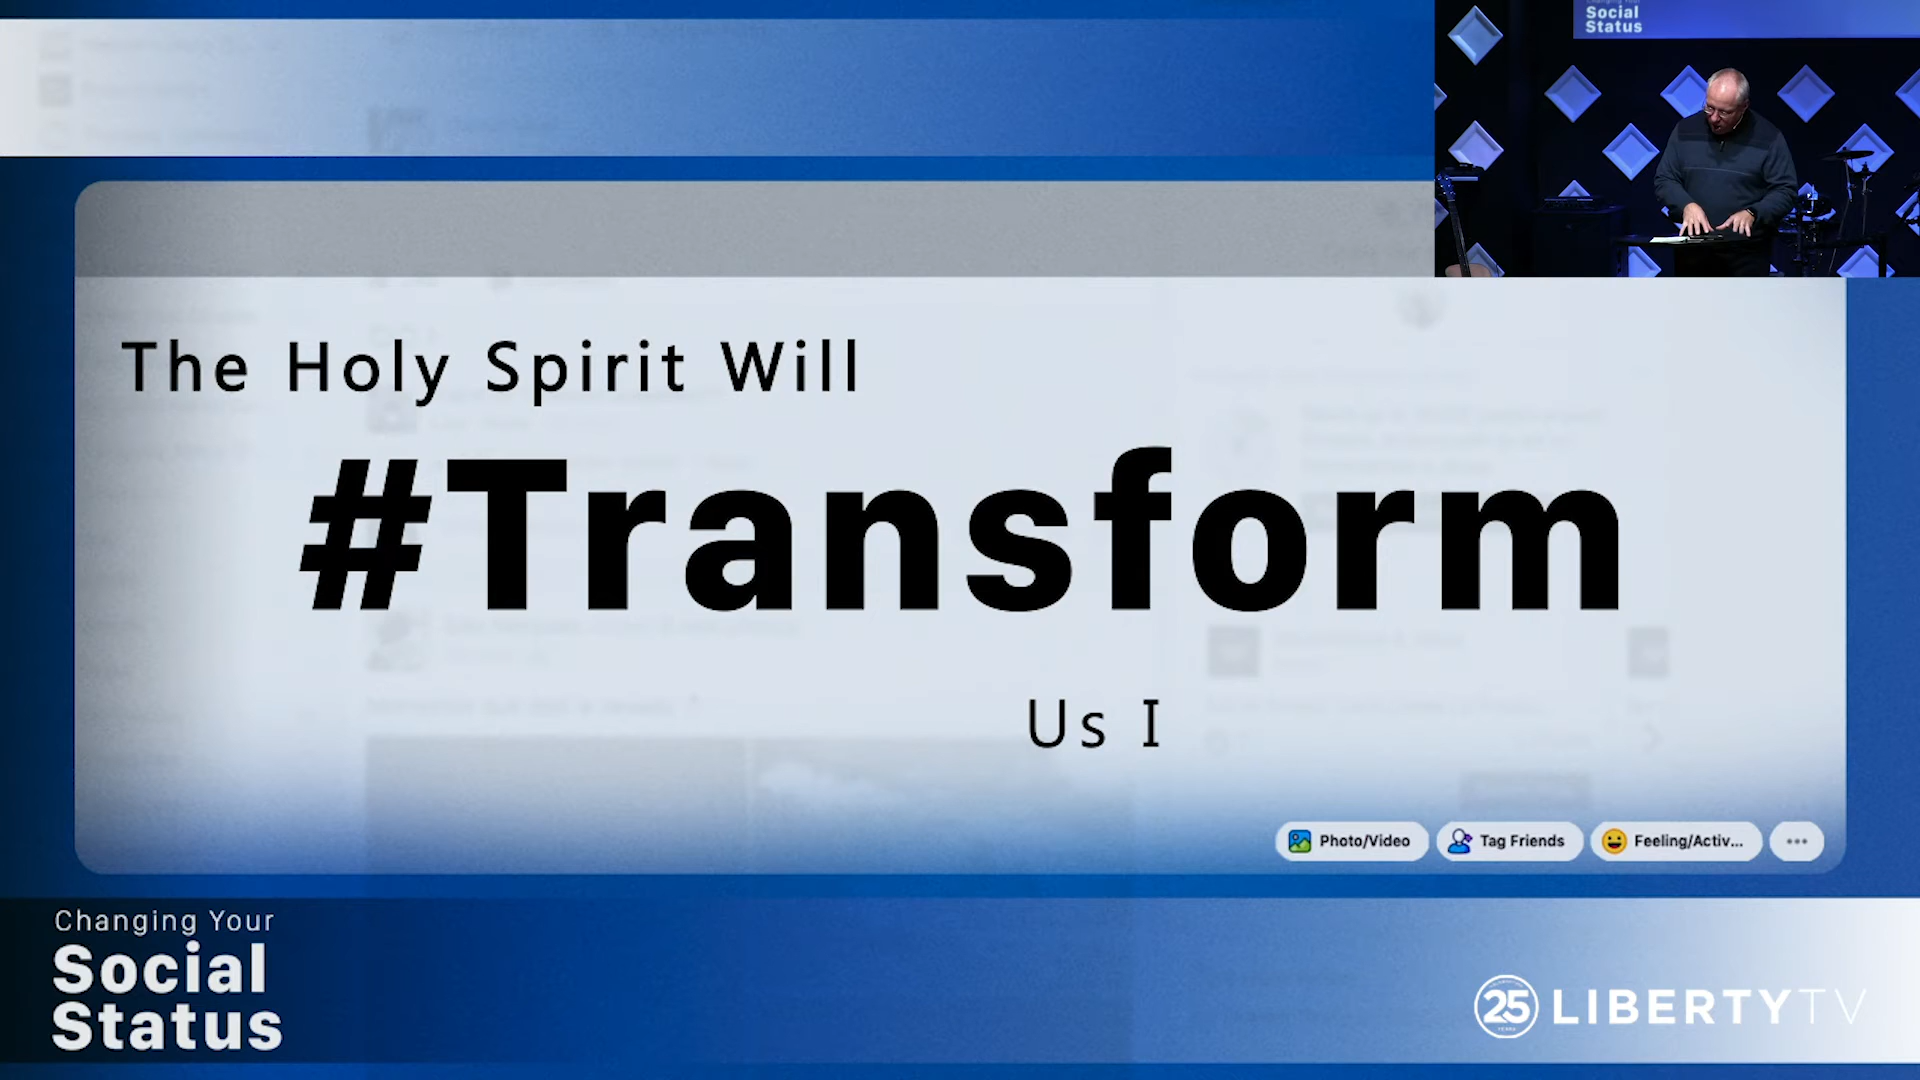 Social
Status
The Holy Spirit Will
#Transform
Us I
Photo/Video
Tag Friends
Feeling/Activ...
Changing Your
Social
Status
25 LIBERTYTV